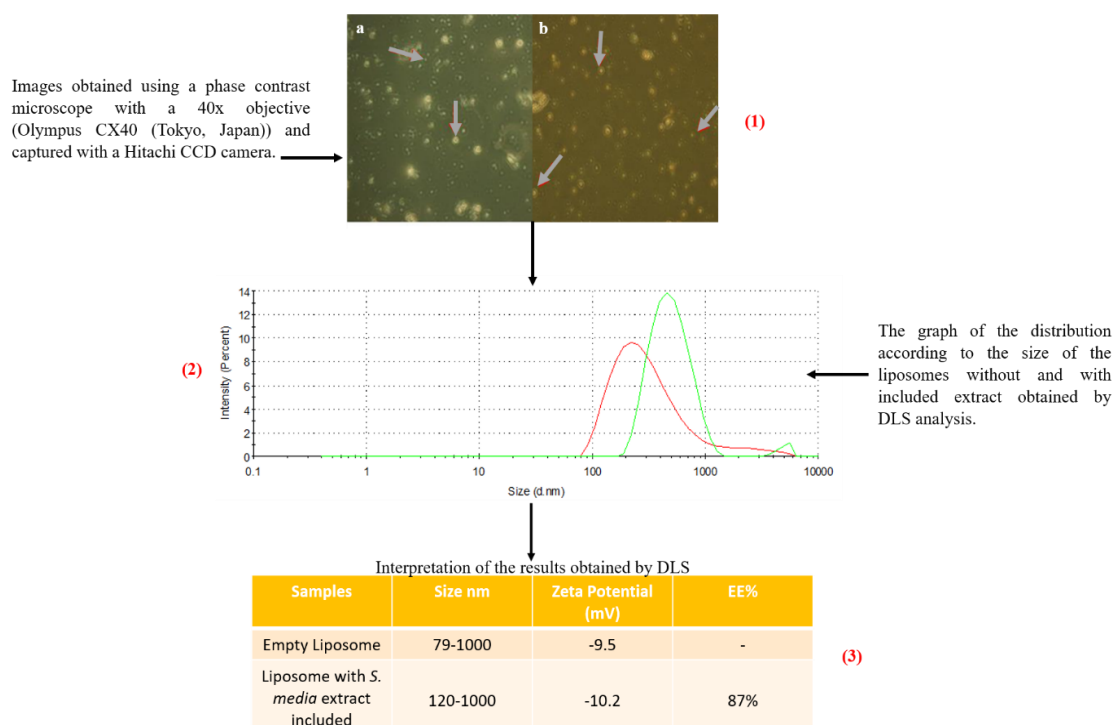 a
b
Images obtained using a phase contrast
microscope with a 40x objective
(Olympus CX40 (Tokyo, Japan)) and
captured with a Hitachi CCD camera.
(1)
14
12
10
8
6
4
2
0
Intensity (Percent)
0.1 1 10 100 1000 10000
Size (d.nm)
(2)
The graph of the distribution
according to the size of the
liposomes without and with
included extract obtained by
DLS analysis.
Interpretation of the results obtained by DLS
Samples Size nm Zeta Potential EE%
(mV)
Empty Liposome 79-1000 -9.5 -
Liposome with S.
media extract 120-1000 -10.2 87%
included
(3)